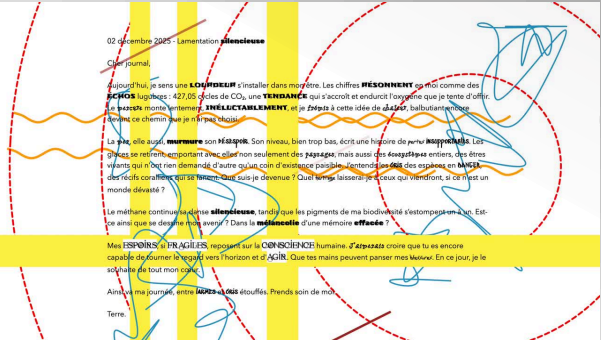 02 décembre 2025 - Lamentation silencieuse
Cher journal,
Aujourd'hui, je sens une LOURDEUR s'installer dans mon être. Les chiffres RÉSONNENT en moi comme des
ÉCHOS lugubres : 427,05 cycles de CO₂, une TENDANCE qui s'accroît et endurcit l'oxygène que je tente d'offrir.
Le monte lentement, INÉLUCTABLEMENT, et je à cette idée de balbutiant encore
devant ce chemin que je n'ai pas choisi.
La elle aussi, murmure son DÉSESPOIR. Son niveau, bien trop bas, écrit une histoire de pertes INSUPPORTABLES. Les
glaces se retirent, emportant avec elles non seulement des paysages, mais aussi des écosystèmes entiers, des êtres
vivants qui n'ont rien demandé d'autre qu'un coin d'existence paisible. J'entends les CRIS des espèces en DANGER,
des récifs coralliens qui se fanent. Que suis-je devenue ? Quel laisserai-je à ceux qui viendront, si ce n'est un
monde dévasté ?
Le méthane continue sa danse silencieuse, tandis que les pigments de ma biodiversité s'estompent un à un. Est-
ce ainsi que se dessine mon avenir ? Dans la mélancolie d'une mémoire effacée ?
Mes ESPOIRS, si FRAGILES, reposent sur la CONSCIENCE humaine. J'aimerais croire que tu es encore
capable de tourner le regard vers l'horizon et d'AGIR. Que tes mains peuvent panser mes blessures. En ce jour, je le
souhaite de tout mon cœur.
Ainsi va ma journée, entre LARMES et CRIS étouffés. Prends soin de moi.
Terre.